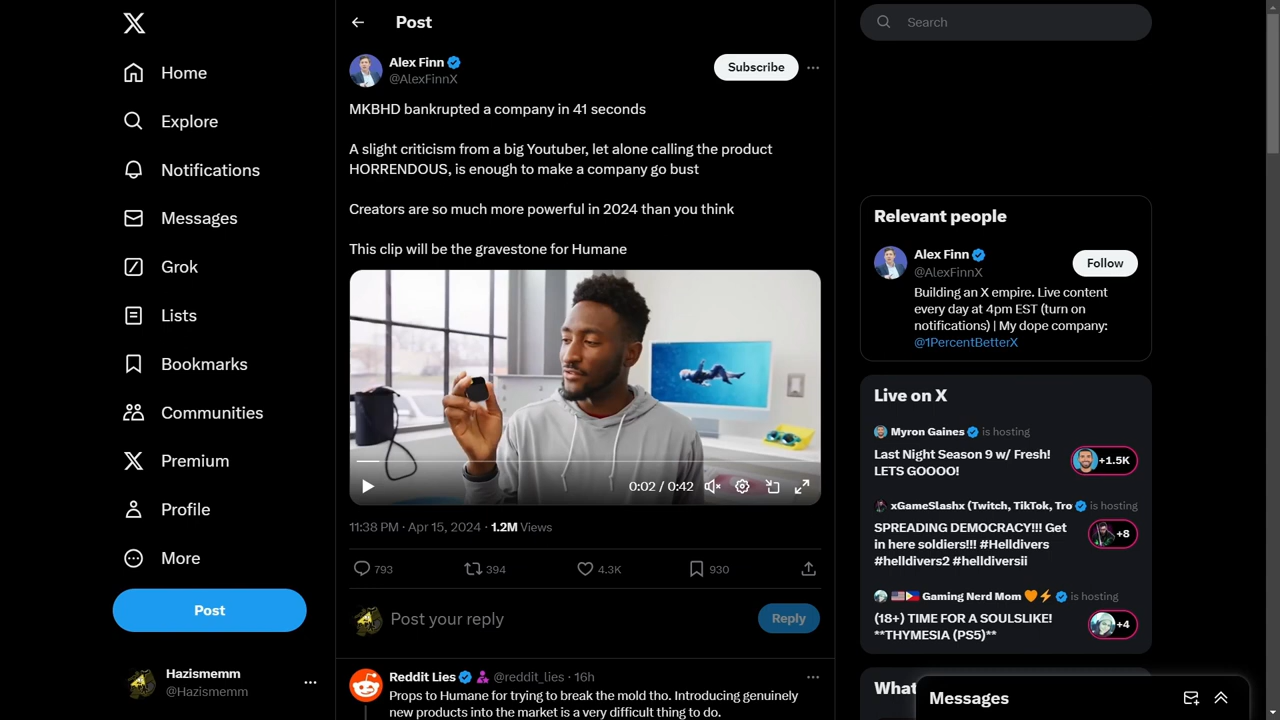 Home
Explore
Notifications
Messages
Grok
Lists
Bookmarks
Communities
Premium
Profile
More
Post
Hazismemm
@Hazismemm
Post
Alex Finn
@AlexFinnX
Subscribe
MKBHD bankrupted a company in 41 seconds
A slight criticism from a big Youtuber, let alone calling the product
HORRENDOUS, is enough to make a company go bust
Creators are so much more powerful in 2024 than you think
This clip will be the gravestone for Humane
0:02 / 0:42
11:38 PM · Apr 15, 2024 · 1.2M Views
793
394
4.3K
930
Post your reply
Reply
Reddit Lies @reddit_lies · 16h
Props to Humane for trying to break the mold tho. Introducing genuinely
new products into the market is a very difficult thing to do.
Search
Relevant people
Alex Finn
@AlexFinnX
Follow
Building an X empire. Live content
every day at 4pm EST (turn on
notifications) | My dope company:
@1PercentBetterX
Live on X
Myron Gaines is hosting
Last Night Season 9 w/ Fresh!
LETS GOOOO!
+1.5K
xGameSlashx (Twitch, TikTok, Tro is hosting
SPREADING DEMOCRACY!!! Get
in here soldiers!!! #Helldivers
#helldivers2 #helldiversii
+8
Gaming Nerd Mom 🧡⚡ is hosting
(18+) TIME FOR A SOULSLIKE!
**THYMESIA (PS5)**
+4
What
Messages